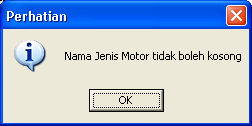 Perhatian
Nama Jenis Motor tidak boleh kosong
OK